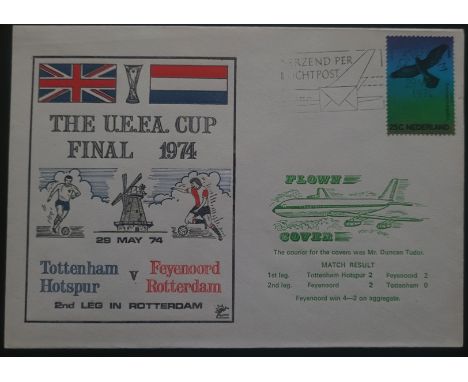 THE U.E.F.A. CUP
FINAL 1974
29 MAY 74
Tottenham v Feyenoord
Hotspur Rotterdam
2nd LEG IN ROTTERDAM
VERZEND PER
LUCHTPOST
25C NEDERLAND
FLOWN
COVER
The courier for the covers was Mr. Duncan Tudor.
MATCH RESULT
1st leg. Tottenham Hotspur 2 Feyenoord 2
2nd leg. Feyenoord 2 Tottenham 0
Feyenoord win 4—2 on aggregate.